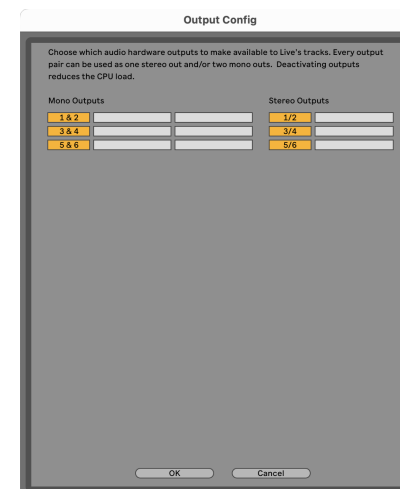 Output Config
Choose which audio hardware outputs to make available to Live's tracks. Every output
pair can be used as one stereo out and/or two mono outs. Deactivating outputs
reduces the CPU load.
Mono Outputs
Stereo Outputs
1 & 2
1/2
3 & 4
3/4
5 & 6
5/6
OK
Cancel